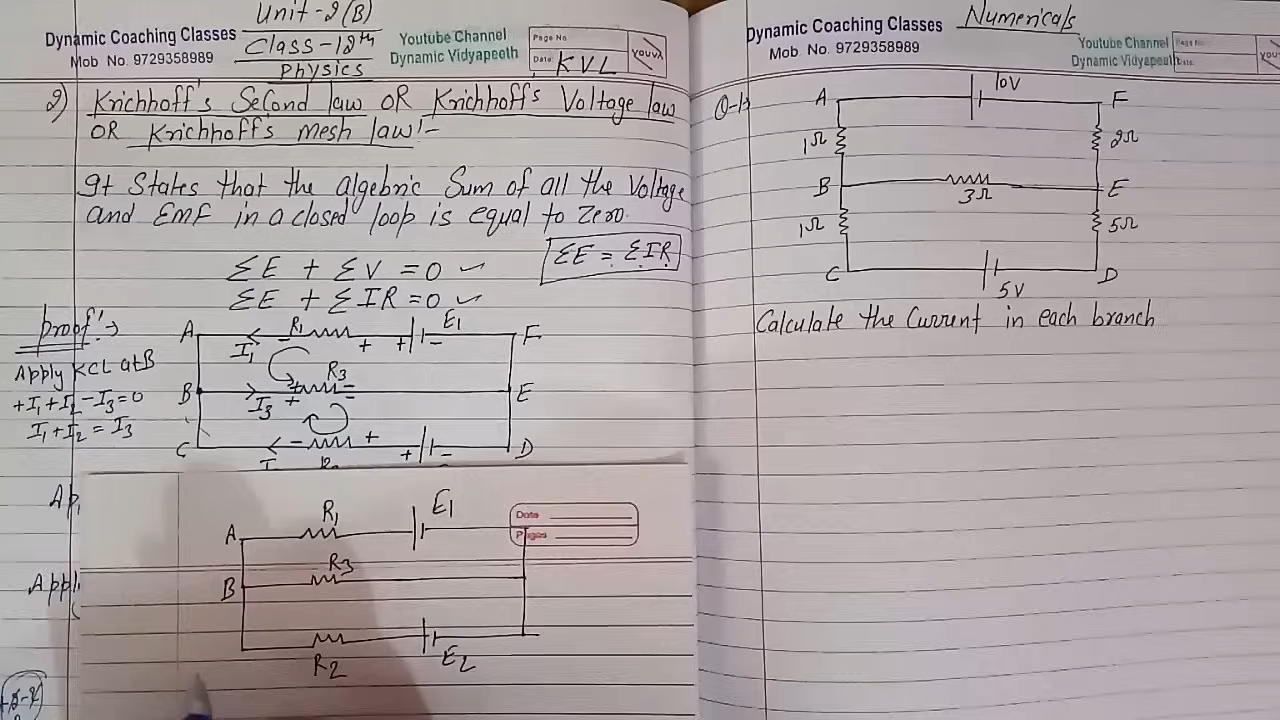 Unit-2(B)
Dynamic Coaching Classes
Mob No. 9729358989
Class-12th
Physics
Youtube Channel
Dynamic Vidyapeeth
Page No
Date:
YOUVA
KVL
2) Krichhoff's Second law OR Krichhoff's Voltage law
OR Krichhoff's mesh law:-
It States that the algebric Sum of all the Voltage
and EMF in a closed loop is equal to Zero.
ΣE + ΣV = 0
ΣE + ΣIR = 0
ΣE = ΣIR
Proof:→
Apply KCL at B
+I1+I2-I3=0
I1+I2 = I3
A I1 - R1 + + E1 - F
B I3 + R3 - E
C - + + D
Ap
Appl
R1 E1
A
Date
Pages
R3
B
R2 E2
Dynamic Coaching Classes
Mob No. 9729358989
Numericals
Youtube Channel
Dynamic Vidyapeeth
Q-1)
A 10V F
1Ω 2Ω
B 3Ω E
1Ω 5Ω
C 5V D
Calculate the Current in each branch